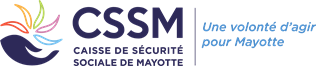 CSSM
CAISSE DE SÉCURITÉ
SOCIALE DE MAYOTTE
Une volonté d'agir
pour Mayotte